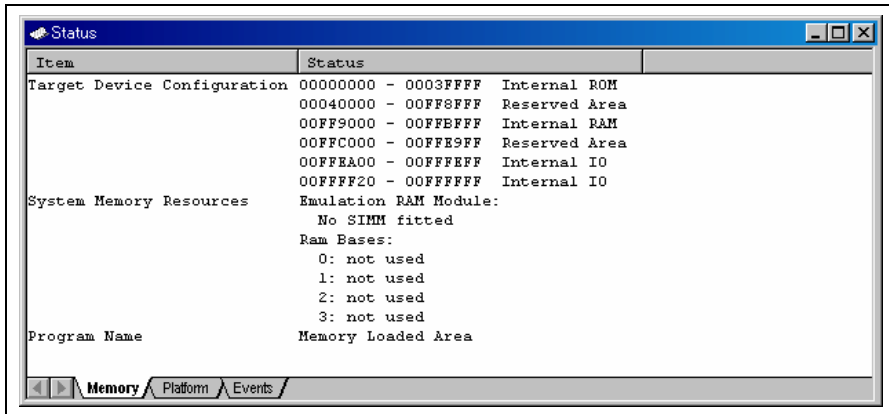 Status
Item Status
Target Device Configuration 00000000 - 0003FFFF Internal ROM
00040000 - 00FF8FFF Reserved Area
00FF9000 - 00FFBFFF Internal RAM
00FFC000 - 00FFE9FF Reserved Area
00FFEA00 - 00FFFEFF Internal IO
00FFFF20 - 00FFFFFF Internal IO
System Memory Resources Emulation RAM Module:
No SIMM fitted
Ram Bases:
0: not used
1: not used
2: not used
3: not used
Program Name Memory Loaded Area
Memory Platform Events